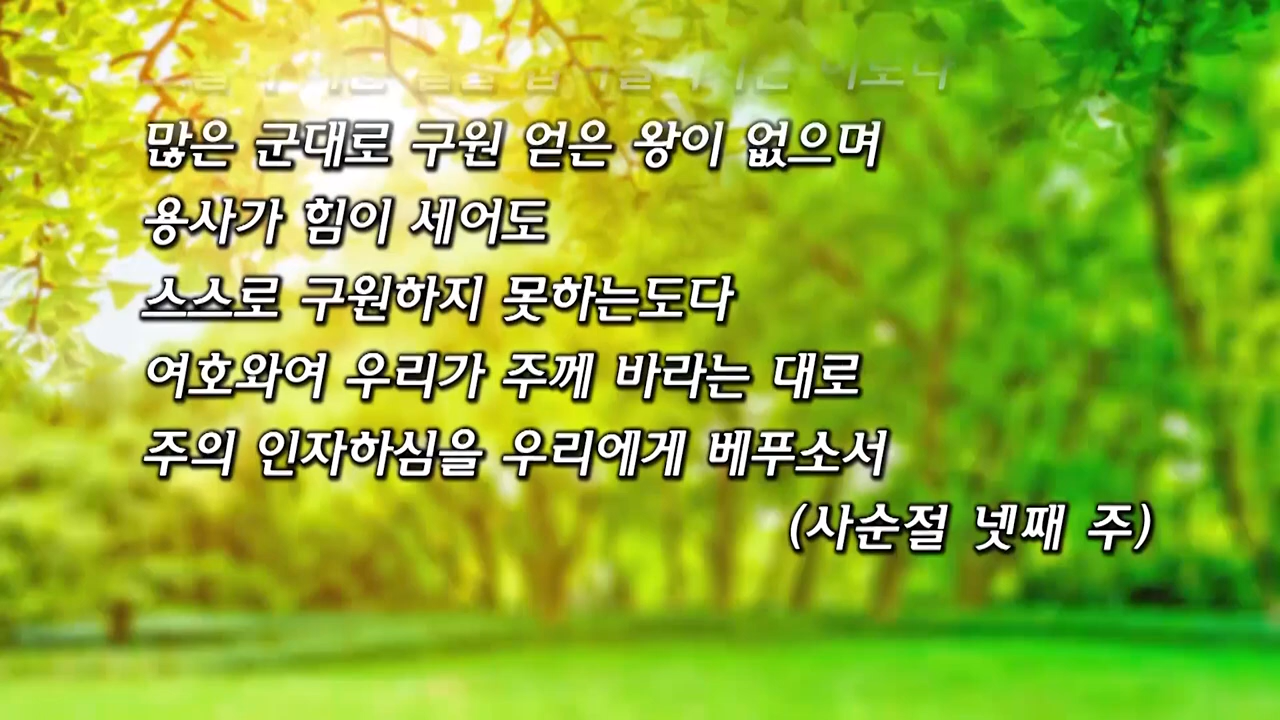 많은 군대로 구원 얻은 왕이 없으며
용사가 힘이 세어도
스스로 구원하지 못하는도다
여호와여 우리가 주께 바라는 대로
주의 인자하심을 우리에게 베푸소서
(사순절 넷째 주)